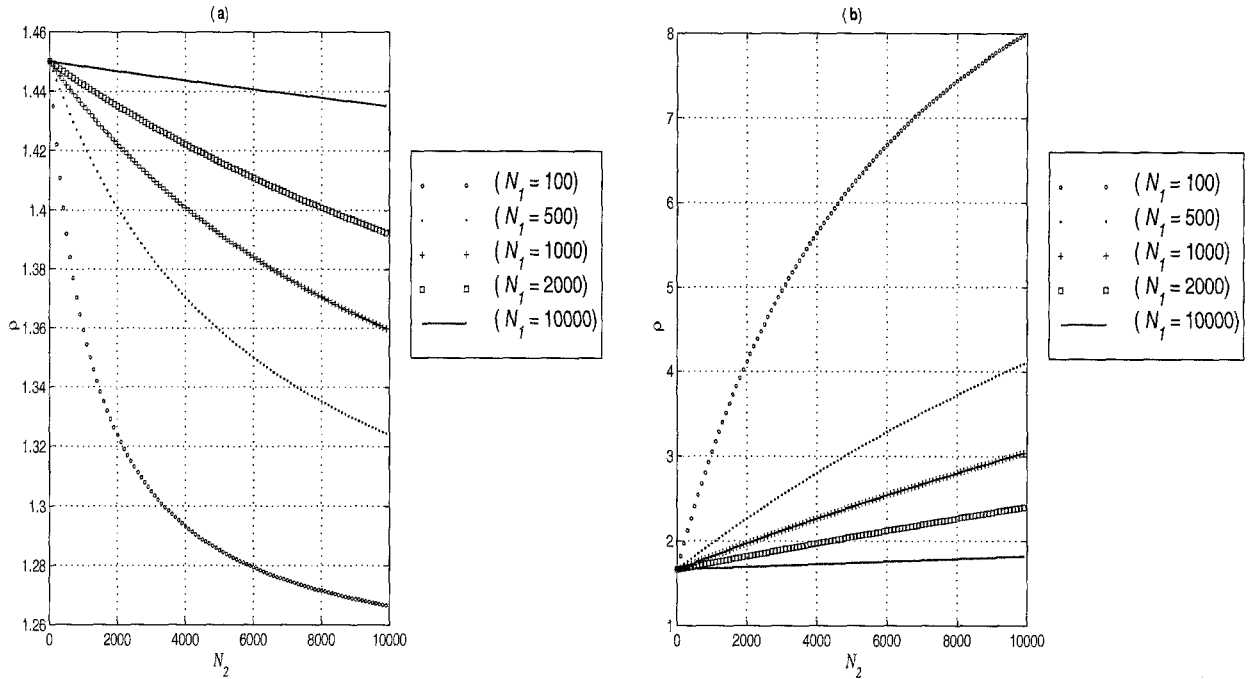 (a)
1.46
1.44
1.42
1.4
1.38
1.36
1.34
1.32
1.3
1.28
1.26
ρ
0 2000 4000 6000 8000 10000
N2
(N1 = 100)
(N1 = 500)
(N1 = 1000)
(N1 = 2000)
(N1 = 10000)
(b)
8
7
6
5
4
3
2
1
ρ
0 2000 4000 6000 8000 10000
N2
(N1 = 100)
(N1 = 500)
(N1 = 1000)
(N1 = 2000)
(N1 = 10000)